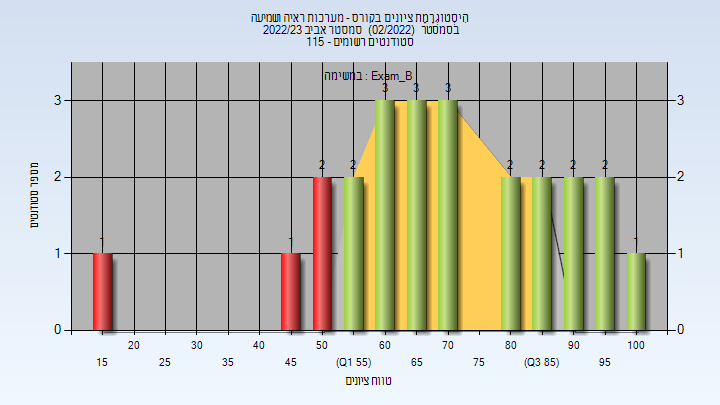 הִיסְטוֹגְרַמַּת ציונים בקורס - מערכות ראיה ושמיעה
בסמסטר (02/2022) סמסטר אביב 2022/23
סטודנטים רשומים - 115
במשימה : Exam_B
3 3 3
2 2 2 2 2 2
1 1 1
3 3
2 2
1 1
0 0
מספר סטודנטים
20 30 40 50 60 70 80 90 100
15 25 35 45 (Q1 55) 65 75 (Q3 85) 95
טווח ציונים